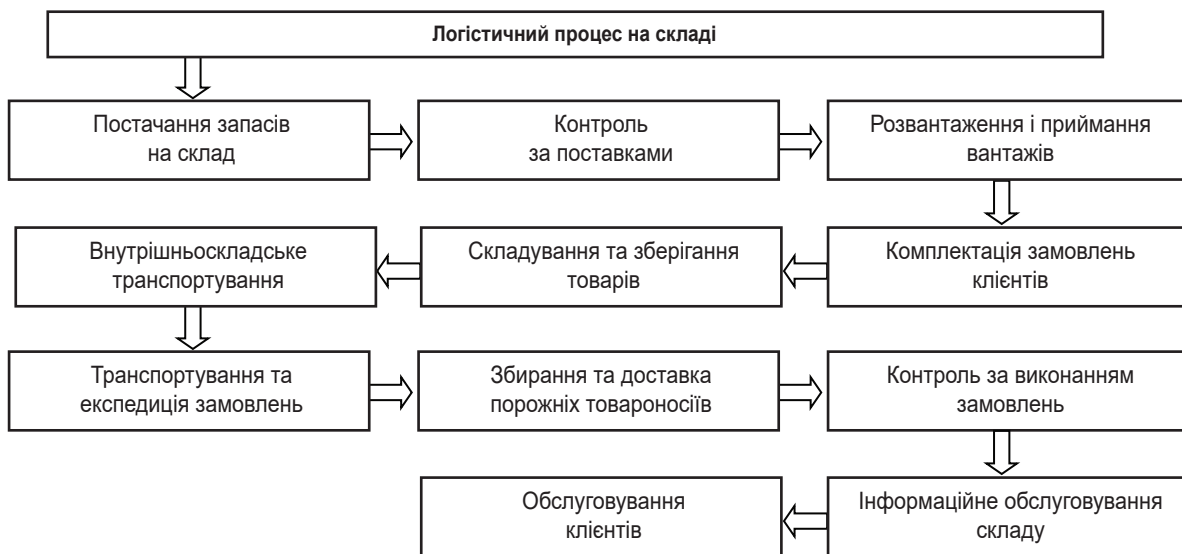 Логістичний процес на складі
Постачання запасів
на склад
Контроль
за поставками
Розвантаження і приймання
вантажів
Внутрішньоскладське
транспортування
Складування та зберігання
товарів
Комплектація замовлень
клієнтів
Транспортування та
експедиція замовлень
Збирання та доставка
порожніх товароносіїв
Контроль за виконанням
замовлень
Обслуговування
клієнтів
Інформаційне обслуговування
складу